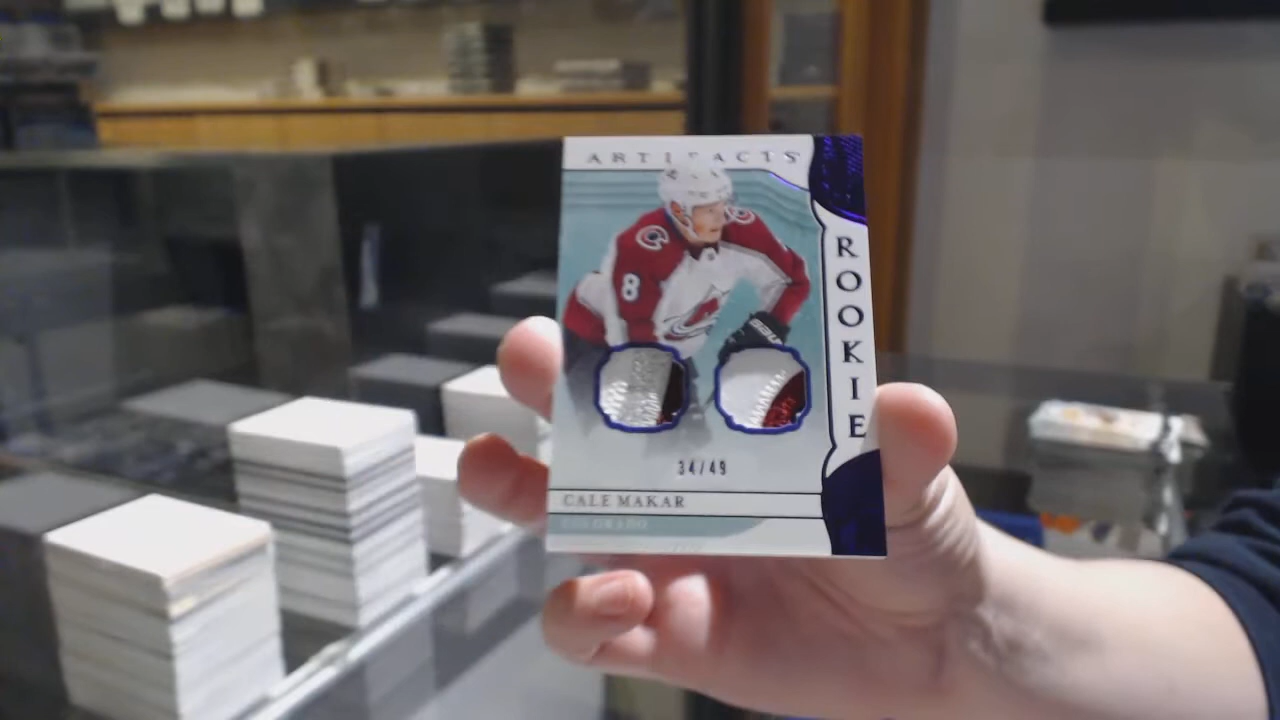 ARTIFACTS
ROOKIE
8
34/49
CALE MAKAR
COLORADO